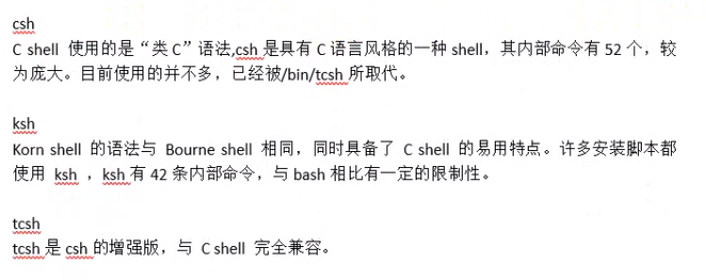 csh
C shell 使用的是“类 C”语法,csh 是具有 C 语言风格的一种 shell，其内部命令有 52 个，较
为庞大。目前使用的并不多，已经被/bin/tcsh 所取代。
ksh
Korn shell 的语法与 Bourne shell 相同，同时具备了 C shell 的易用特点。许多安装脚本都
使用 ksh ，ksh 有 42 条内部命令，与 bash 相比有一定的限制性。
tcsh
tcsh 是 csh 的增强版，与 C shell 完全兼容。